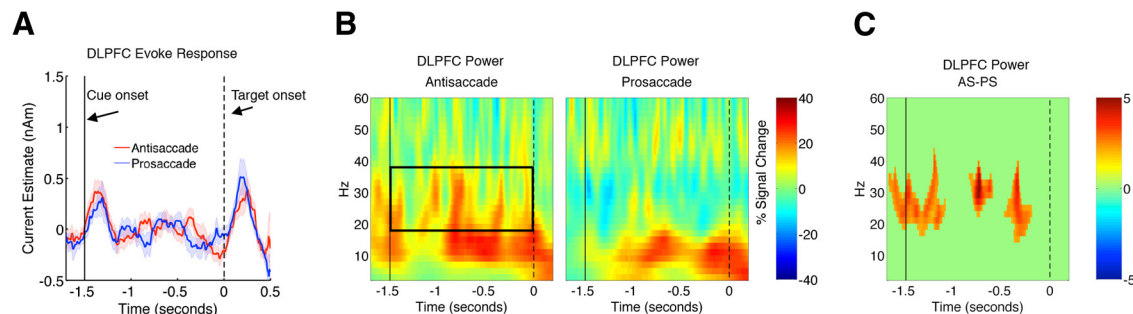 A
DLPFC Evoke Response
Current Estimate (nAm)
1.5
1
0.5
0
-0.5
Cue onset
Target onset
Antisaccade
Prosaccade
-1.5 -1 -0.5 0 0.5
Time (seconds)
B
DLPFC Power
Antisaccade
DLPFC Power
Prosaccade
Hz
60
50
40
30
20
10
-1.5 -1 -0.5 0
Time (seconds)
-1.5 -1 -0.5 0
Time (seconds)
40
20
0
-20
-40
% Signal Change
C
DLPFC Power
AS-PS
Hz
60
50
40
30
20
10
-1.5 -1 -0.5 0
Time (seconds)
5
0
-5